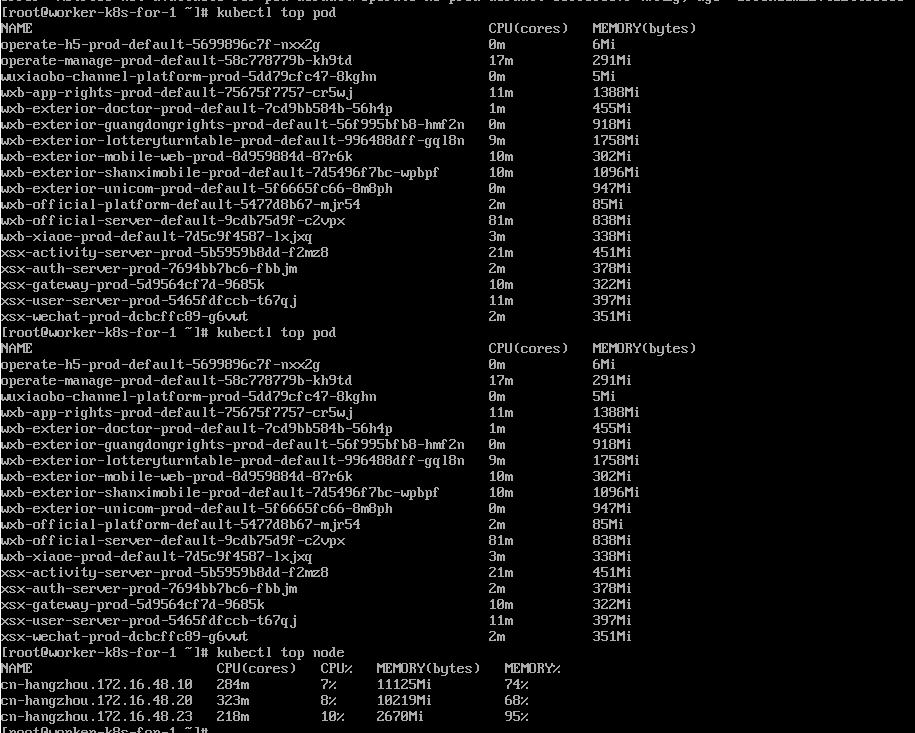 [root@worker-k8s-for-1 ~]# kubectl top pod
NAME CPU(cores) MEMORY(bytes)
operate-h5-prod-default-5699896c7f-nxx2g 0m 6Mi
operate-manage-prod-default-58c778779b-kh9td 17m 291Mi
wuxiaobo-channel-platform-prod-5dd79cfc47-8kghn 0m 5Mi
wxb-app-rights-prod-default-75675f7757-cr5wj 11m 1388Mi
wxb-exterior-doctor-prod-default-7cd9bb584b-56h4p 1m 455Mi
wxb-exterior-guangdongrights-prod-default-56f995bfb8-hmf2n 0m 918Mi
wxb-exterior-lotteryturntable-prod-default-996488dff-gql8n 9m 1758Mi
wxb-exterior-mobile-web-prod-8d959884d-87r6k 10m 302Mi
wxb-exterior-shanximobile-prod-default-7d5496f7bc-wpbpf 10m 1096Mi
wxb-exterior-unicom-prod-default-5f6665fc66-8m8ph 0m 947Mi
wxb-official-platform-default-5477d8b67-mjr54 2m 85Mi
wxb-official-server-default-9cdb75d9f-c2vpx 81m 838Mi
wxb-xiaoe-prod-default-7d5c9f4587-lxjxq 3m 338Mi
xsx-activity-server-prod-5b5959b8dd-f2mz8 21m 451Mi
xsx-auth-server-prod-7694bb7bc6-fbbjm 2m 378Mi
xsx-gateway-prod-5d9564cf7d-9685k 10m 322Mi
xsx-user-server-prod-5465fdfccb-t67qj 11m 397Mi
xsx-wechat-prod-dcbcffc89-g6vwt 2m 351Mi
[root@worker-k8s-for-1 ~]# kubectl top pod
NAME CPU(cores) MEMORY(bytes)
operate-h5-prod-default-5699896c7f-nxx2g 0m 6Mi
operate-manage-prod-default-58c778779b-kh9td 17m 291Mi
wuxiaobo-channel-platform-prod-5dd79cfc47-8kghn 0m 5Mi
wxb-app-rights-prod-default-75675f7757-cr5wj 11m 1388Mi
wxb-exterior-doctor-prod-default-7cd9bb584b-56h4p 1m 455Mi
wxb-exterior-guangdongrights-prod-default-56f995bfb8-hmf2n 0m 918Mi
wxb-exterior-lotteryturntable-prod-default-996488dff-gql8n 9m 1758Mi
wxb-exterior-mobile-web-prod-8d959884d-87r6k 10m 302Mi
wxb-exterior-shanximobile-prod-default-7d5496f7bc-wpbpf 10m 1096Mi
wxb-exterior-unicom-prod-default-5f6665fc66-8m8ph 0m 947Mi
wxb-official-platform-default-5477d8b67-mjr54 2m 85Mi
wxb-official-server-default-9cdb75d9f-c2vpx 81m 838Mi
wxb-xiaoe-prod-default-7d5c9f4587-lxjxq 3m 338Mi
xsx-activity-server-prod-5b5959b8dd-f2mz8 21m 451Mi
xsx-auth-server-prod-7694bb7bc6-fbbjm 2m 378Mi
xsx-gateway-prod-5d9564cf7d-9685k 10m 322Mi
xsx-user-server-prod-5465fdfccb-t67qj 11m 397Mi
xsx-wechat-prod-dcbcffc89-g6vwt 2m 351Mi
[root@worker-k8s-for-1 ~]# kubectl top node
NAME CPU(cores) CPU% MEMORY(bytes) MEMORY%
cn-hangzhou.172.16.48.10 284m 7% 11125Mi 74%
cn-hangzhou.172.16.48.20 323m 8% 10219Mi 68%
cn-hangzhou.172.16.48.23 218m 10% 2670Mi 95%
[root@worker-k8s-for-1 ~]#